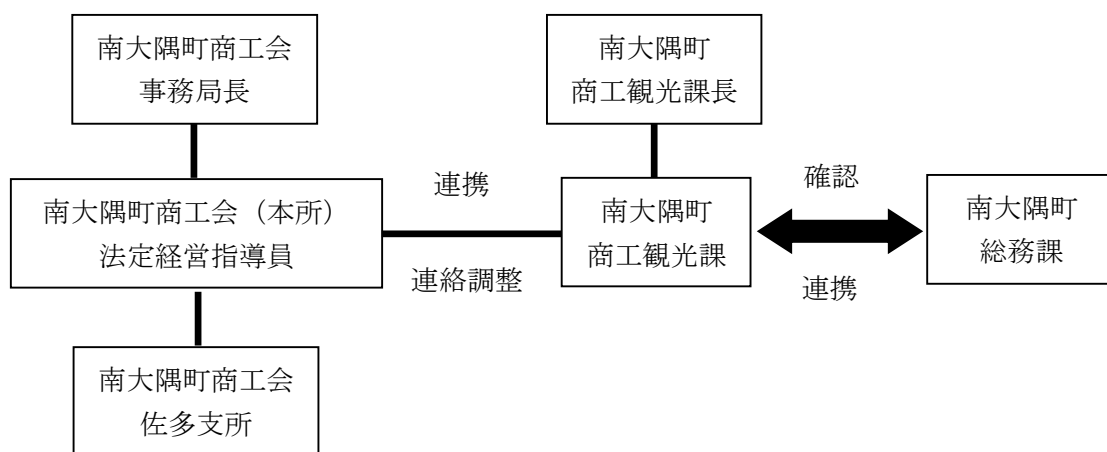 南大隅町商工会
事務局長
南大隅町
商工観光課長
南大隅町商工会（本所）
法定経営指導員
連携
連絡調整
南大隅町
商工観光課
確認
連携
南大隅町
総務課
南大隅町商工会
佐多支所